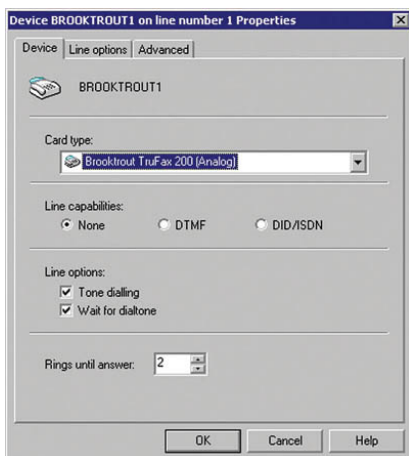 Device BROOKTROUT1 on line number 1 Properties
Device Line options Advanced
BROOKTROUT1
Card type:
Brooktrout TruFax 200 (Analog)
Line capabilities:
None DTMF DID/ISDN
Line options:
Tone dialling
Wait for dialtone
Rings until answer: 2
OK Cancel Help